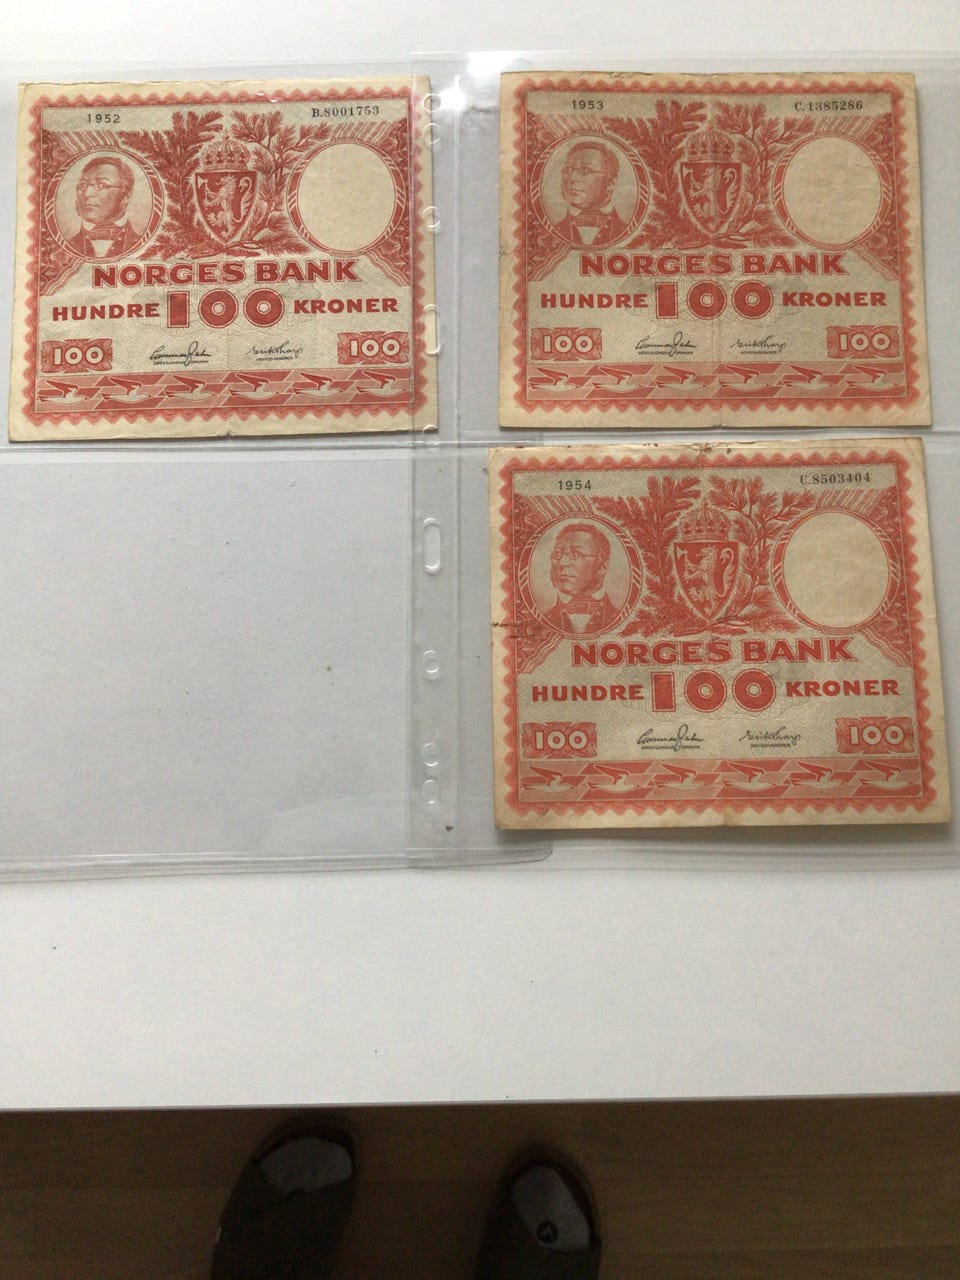 1952 B.8001753
NORGES BANK
HUNDRE 100 KRONER
100 100
1953 C.1385286
NORGES BANK
HUNDRE 100 KRONER
100 100
1954 C.8503404
NORGES BANK
HUNDRE 100 KRONER
100 100